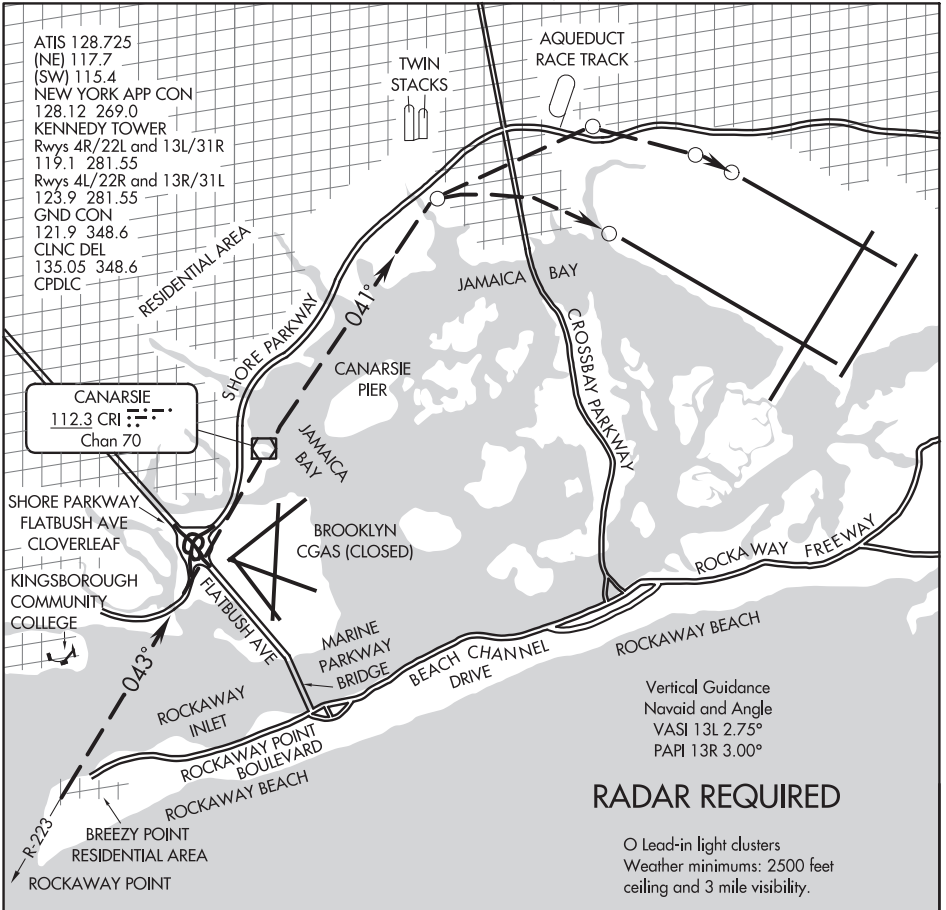 ATIS 128.725
(NE) 117.7
(SW) 115.4
NEW YORK APP CON
128.12 269.0
KENNEDY TOWER
Rwys 4R/22L and 13L/31R
119.1 281.55
Rwys 4L/22R and 13R/31L
123.9 281.55
GND CON
121.9 348.6
CLNC DEL
135.05 348.6
CPDLC
TWIN
STACKS
AQUEDUCT
RACE TRACK
RESIDENTIAL AREA
SHORE PARKWAY
041°
JAMAICA BAY
CROSSBAY PARKWAY
CANARSIE
PIER
CANARSIE
112.3 CRI
Chan 70
JAMAICA
BAY
SHORE PARKWAY
FLATBUSH AVE
CLOVERLEAF
BROOKLYN
CGAS (CLOSED)
KINGSBOROUGH
COMMUNITY
COLLEGE
FLATBUSH AVE
043°
MARINE
PARKWAY
BRIDGE
ROCKAWAY FREEWAY
BEACH CHANNEL
DRIVE
ROCKAWAY BEACH
ROCKAWAY
INLET
ROCKAWAY POINT
BOULEVARD
ROCKAWAY BEACH
BREEZY POINT
RESIDENTIAL AREA
R-223
ROCKAWAY POINT
Vertical Guidance
Navaid and Angle
VASI 13L 2.75°
PAPI 13R 3.00°
RADAR REQUIRED
O Lead-in light clusters
Weather minimums: 2500 feet
ceiling and 3 mile visibility.